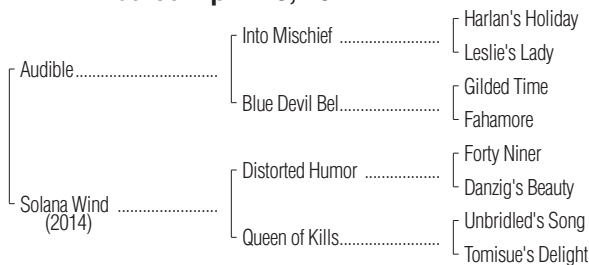 Harlan's Holiday
Into Mischief ........................
Leslie's Lady
Audible..................................
Gilded Time
Blue Devil Bel........................
Fahamore
Forty Niner
Distorted Humor ..................
Danzig's Beauty
Solana Wind ........................
(2014)
Unbridled's Song
Queen of Kills........................
Tomisue's Delight